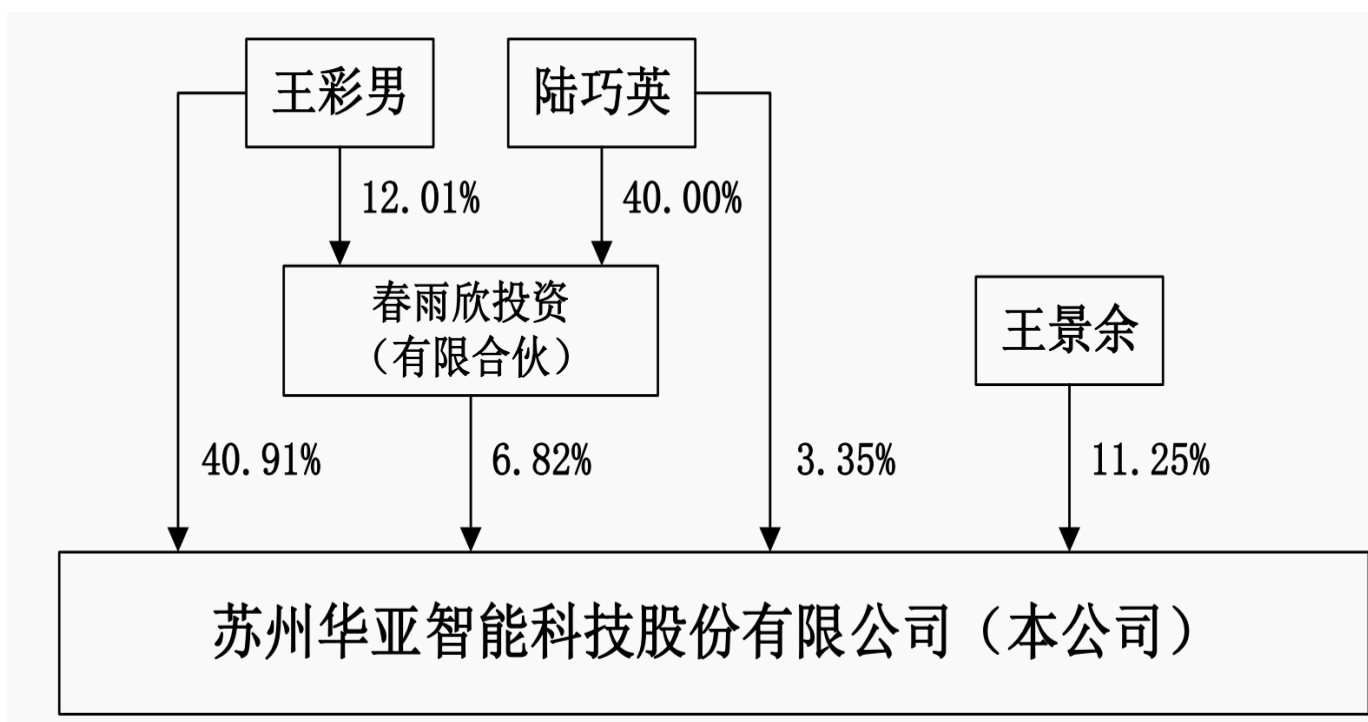 王彩男
陆巧英
12.01%
40.00%
春雨欣投资
（有限合伙）
王景余
40.91%
6.82%
3.35%
11.25%
苏州华亚智能科技股份有限公司（本公司）